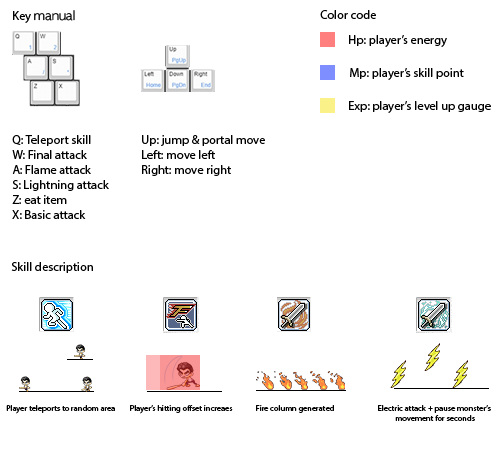 Key manual
Color code
Q
W
A
S
Z
X
Up
PgUp
Left
Home
Down
PgDn
Right
End
Hp: player's energy
Mp: player's skill point
Exp: player's level up gauge
Q: Teleport skill
W: Final attack
A: Flame attack
S: Lightning attack
Z: eat item
X: Basic attack
Up: jump & portal move
Left: move left
Right: move right
Skill description
Player teleports to random area
Player's hitting offset increaes
Fire column generated
Electric attack + pause monster's
movement for seconds